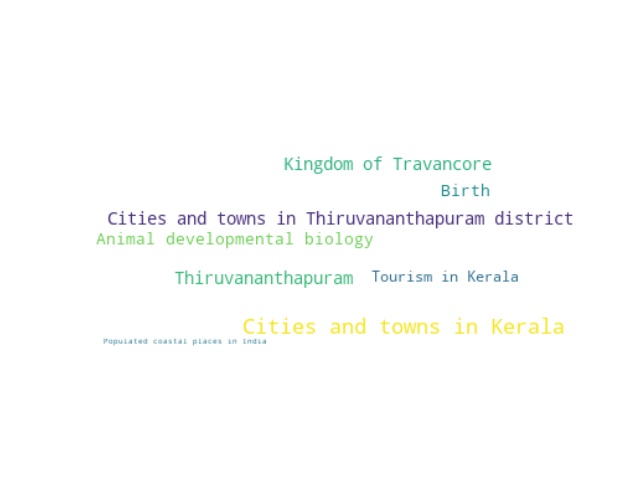 Kingdom of Travancore
Birth
Cities and towns in Thiruvananthapuram district
Animal developmental biology
Thiruvananthapuram
Tourism in Kerala
Cities and towns in Kerala
Populated coastal places in India